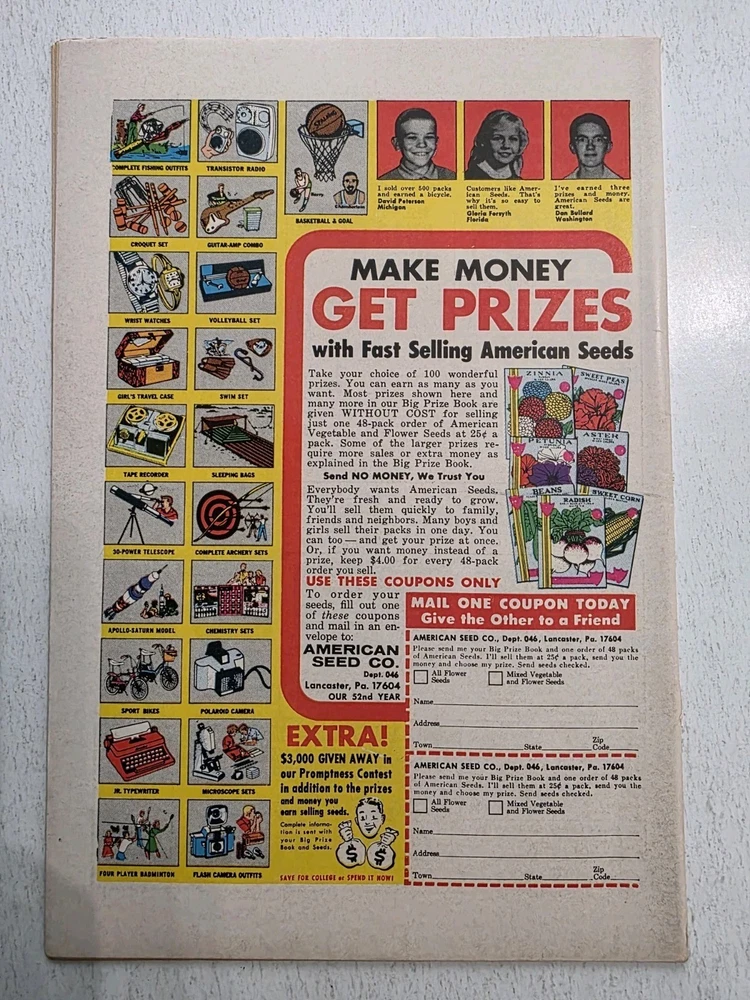 COMPLETE FISHING OUTFITS
TRANSISTOR RADIO
CROQUET SET
GUITAR-AMP COMBO
WRIST WATCHES
VOLLEYBALL SET
GIRL'S TRAVEL CASE
SWIM SET
TAPE RECORDER
SLEEPING BAGS
30-POWER TELESCOPE
COMPLETE ARCHERY SETS
APOLLO-SATURN MODEL
CHEMISTRY SETS
SPORT BIKES
POLAROID CAMERA
JR. TYPEWRITER
MICROSCOPE SETS
FOUR PLAYER BADMINTON
FLASH CAMERA OUTFITS
SPALDING
BASKETBALL & GOAL
I sold over 500 packs
and earned a bicycle.
David Peterson
Michigan
Customers like Amer-
ican Seeds. That's
why it's so easy to
sell them.
Gloria Forsyth
Florida
I've earned three
prizes and money.
American Seeds are
great.
Dan Ballard
Washington
MAKE MONEY
GET PRIZES
with Fast Selling American Seeds
Take your choice of 100 wonderful
prizes. You can earn as many as you
want. Most prizes shown here and
many more in our Big Prize Book are
given WITHOUT COST for selling
just one 48-pack order of American
Vegetable and Flower Seeds at 25¢ a
pack. Some of the larger prizes re-
quire more sales or extra money as
explained in the Big Prize Book.
Send NO MONEY, We Trust You
Everybody wants American Seeds.
They're fresh and ready to grow.
You'll sell them quickly to family,
friends and neighbors. Many boys and
girls sell their packs in one day. You
can too — and get your prize at once.
Or, if you want money instead of a
prize, keep $4.00 for every 48-pack
order you sell.
ZINNIA
SWEET PEAS
PETUNIA
ASTER
BEANS
RADISH
SWEET CORN
USE THESE COUPONS ONLY
To order your
seeds, fill out one
of these coupons
and mail in an en-
velope to:
AMERICAN
SEED CO.
Dept. 046
Lancaster, Pa. 17604
OUR 52nd YEAR
EXTRA!
$3,000 GIVEN AWAY in
our Promptness Contest
in addition to the prizes
and money you
earn selling seeds.
Complete informa-
tion is sent with
your Big Prize
Book and Seeds.
$ $
SAVE FOR COLLEGE or SPEND IT NOW!
MAIL ONE COUPON TODAY
Give the Other to a Friend
AMERICAN SEED CO., Dept. 046, Lancaster, Pa. 17604
Please send me your Big Prize Book and one order of 48 packs
of American Seeds. I'll sell them at 25¢ a pack, send you the
money and choose my prize. Send seeds checked.
All Flower
Seeds
Mixed Vegetable
and Flower Seeds
Name
Address
Town State Zip Code
AMERICAN SEED CO., Dept. 046, Lancaster, Pa. 17604
Please send me your Big Prize Book and one order of 48 packs
of American Seeds. I'll sell them at 25¢ a pack, send you the
money and choose my prize. Send seeds checked.
All Flower
Seeds
Mixed Vegetable
and Flower Seeds
Name
Address
Town State Zip Code